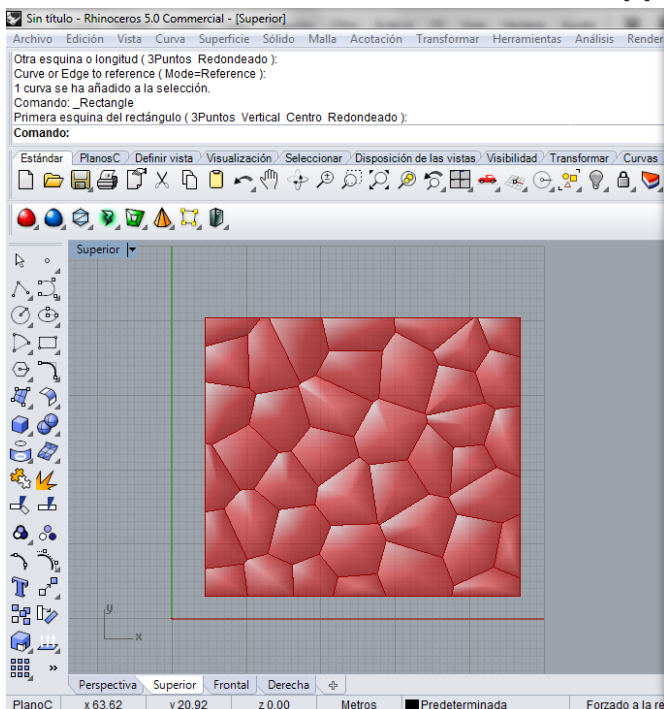 Sin título - Rhinoceros 5.0 Commercial - [Superior]
Archivo Edición Vista Curva Superficie Sólido Malla Acotación Transformar Herramientas Análisis Render
Otra esquina o longitud ( 3Puntos Redondeado ):
Curve or Edge to reference ( Mode=Reference ):
1 curva se ha añadido a la selección.
Comando: _Rectangle
Primera esquina del rectángulo ( 3Puntos Vertical Centro Redondeado ):
Comando:
Estándar PlanosC Definir vista Visualización Seleccionar Disposición de las vistas Visibilidad Transformar Curvas
Superior
y
x
Perspectiva Superior Frontal Derecha
PlanoC x 63.62 y 20.92 z 0.00 Metros Predeterminada Forzado a la re